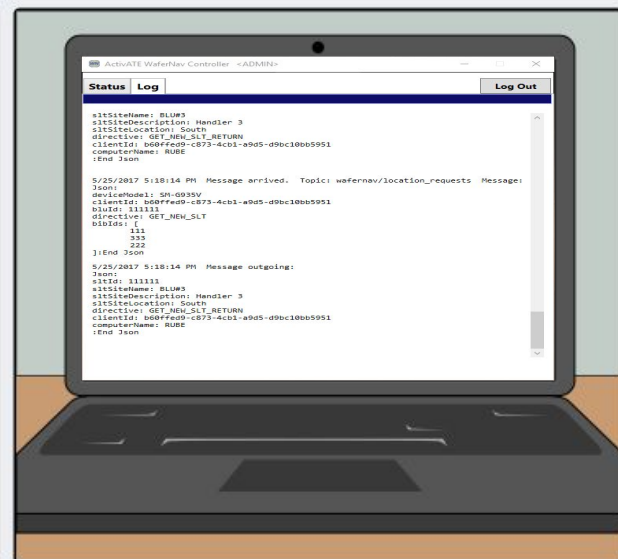 ActivATE WaferNav Controller <ADMIN>
Status Log Log Out
sltSiteName: BLU#3
sltSiteDescription: Handler 3
sltSiteLocation: South
directive: GET_NEW_SLT_RETURN
clientId: b60ffed9-c873-4cb1-a9d5-d9bc10bb5951
computerName: RUBE
:End Json
5/25/2017 5:18:14 PM Message arrived. Topic: wafernav/location_requests Message:
Json:
deviceModel: SM-G935V
clientId: b60ffed9-c873-4cb1-a9d5-d9bc10bb5951
bluId: 111111
directive: GET_NEW_SLT
bibIds: [
111
333
222
]:End Json
5/25/2017 5:18:14 PM Message outgoing:
Json:
sltId: 111111
sltSiteName: BLU#3
sltSiteDescription: Handler 3
sltSiteLocation: South
directive: GET_NEW_SLT_RETURN
clientId: b60ffed9-c873-4cb1-a9d5-d9bc10bb5951
computerName: RUBE
:End Json